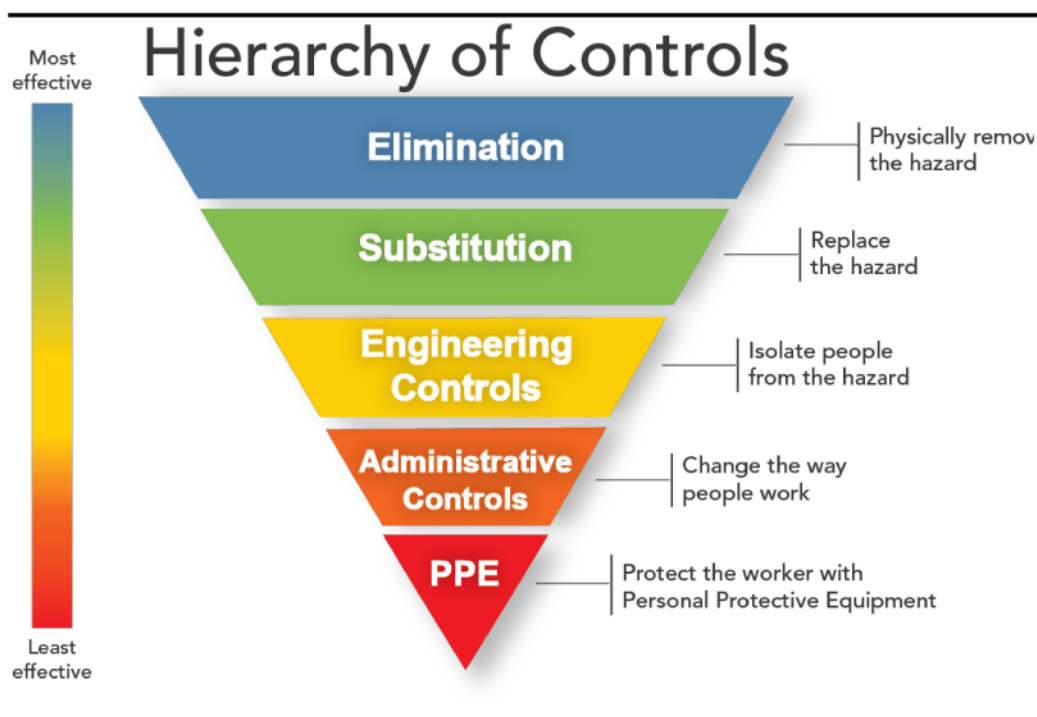 Hierarchy of Controls
Most
effective
Elimination
Physically remov
the hazard
Substitution
Replace
the hazard
Engineering
Controls
Isolate people
from the hazard
Administrative
Controls
Change the way
people work
PPE
Protect the worker with
Personal Protective Equipment
Least
effective